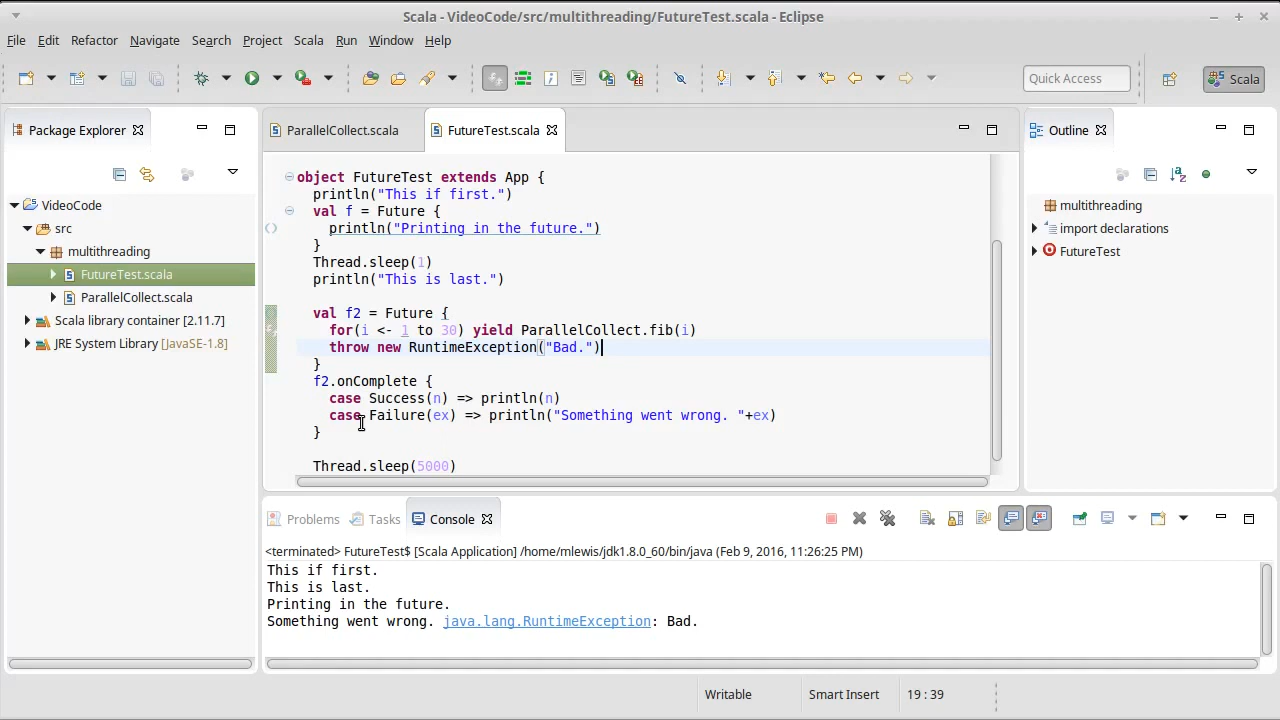 Scala - VideoCode/src/multithreading/FutureTest.scala - Eclipse
File Edit Refactor Navigate Search Project Scala Run Window Help
Quick Access
Scala
Package Explorer
VideoCode
src
multithreading
FutureTest.scala
ParallelCollect.scala
Scala library container [2.11.7]
JRE System Library [JavaSE-1.8]
ParallelCollect.scala
FutureTest.scala
object FutureTest extends App {
println("This if first.")
val f = Future {
println("Printing in the future.")
}
Thread.sleep(1)
println("This is last.")
val f2 = Future {
for(i <- 1 to 30) yield ParallelCollect.fib(i)
throw new RuntimeException("Bad.")
}
f2.onComplete {
case Success(n) => println(n)
case Failure(ex) => println("Something went wrong. "+ex)
}
Thread.sleep(5000)
Outline
multithreading
import declarations
FutureTest
Problems
Tasks
Console
<terminated> FutureTest$ [Scala Application] /home/mlewis/jdk1.8.0_60/bin/java (Feb 9, 2016, 11:26:25 PM)
This if first.
This is last.
Printing in the future.
Something went wrong. java.lang.RuntimeException: Bad.
Writable
Smart Insert
19 : 39